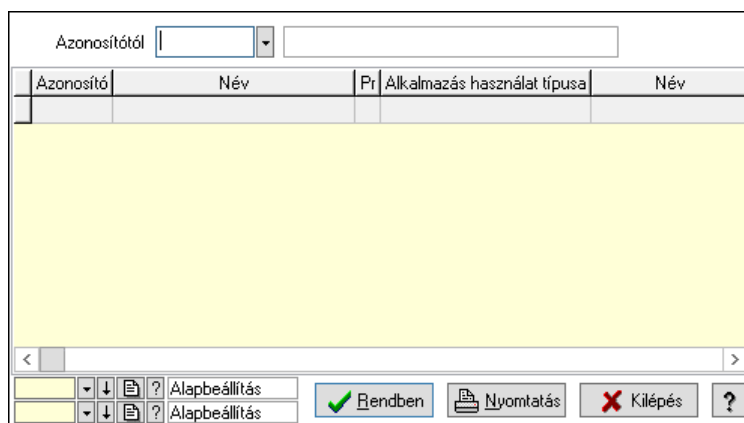 Azonosítótól
Azonosító Név Pr Alkalmazás használat típusa Név
? Alapbeállítás
? Alapbeállítás
Rendben Nyomtatás Kilépés ?